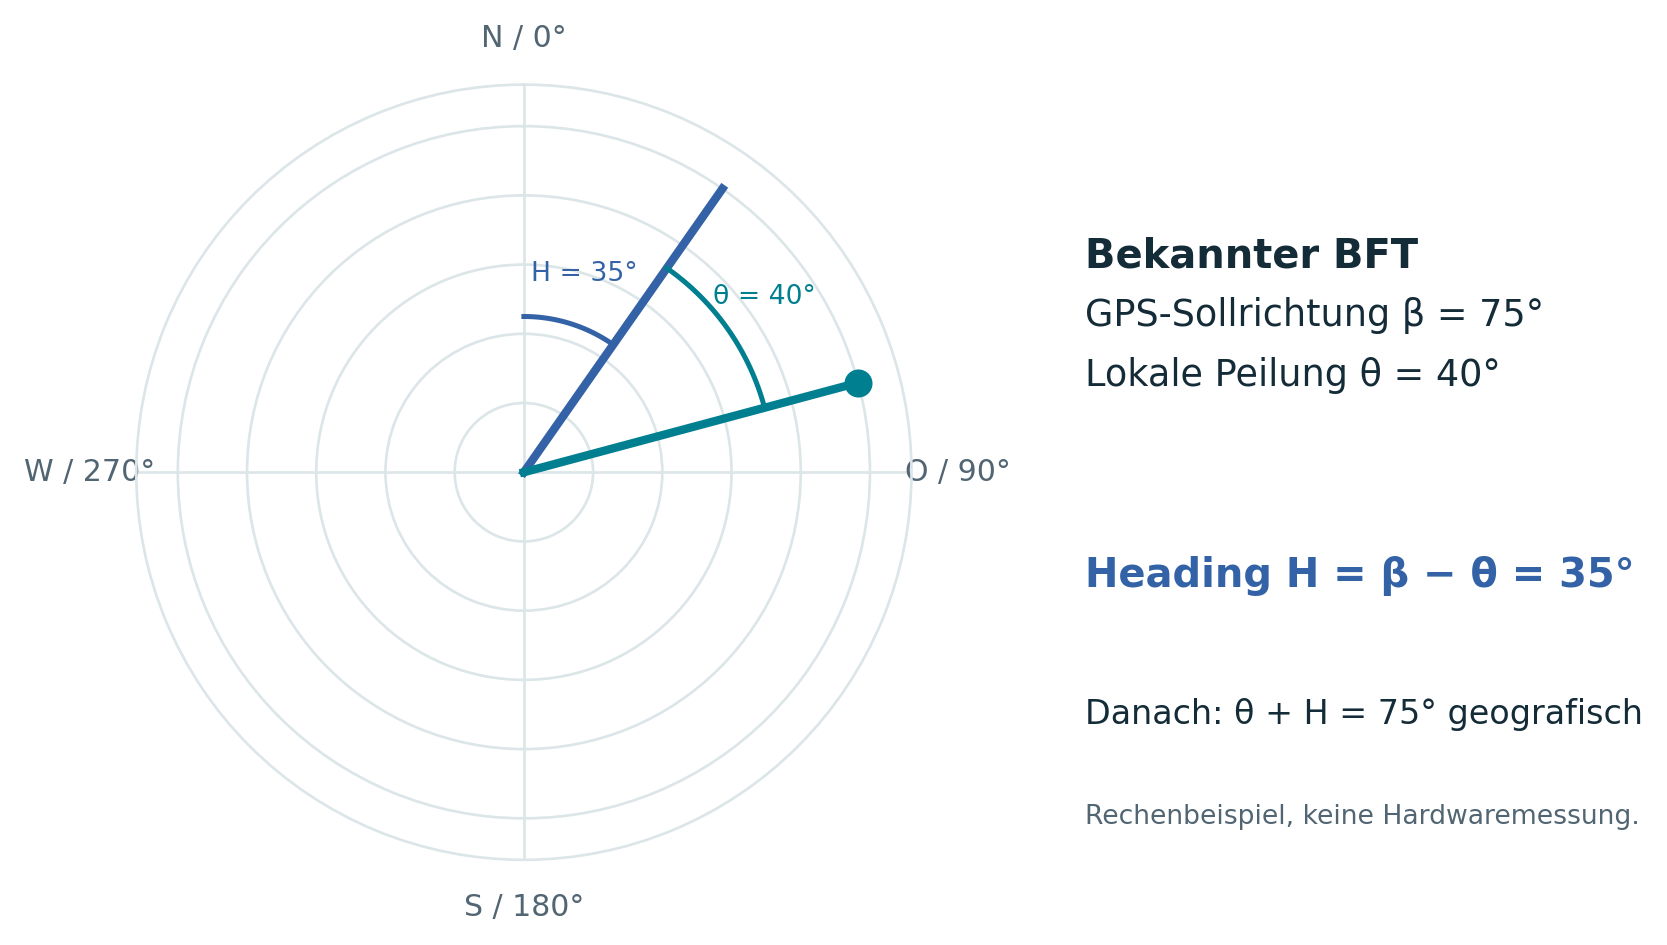 N / 0°
H = 35°
θ = 40°
W / 270°
O / 90°
S / 180°
Bekannter BFT
GPS-Sollrichtung β = 75°
Lokale Peilung θ = 40°
Heading H = β − θ = 35°
Danach: θ + H = 75° geografisch
Rechenbeispiel, keine Hardwaremessung.